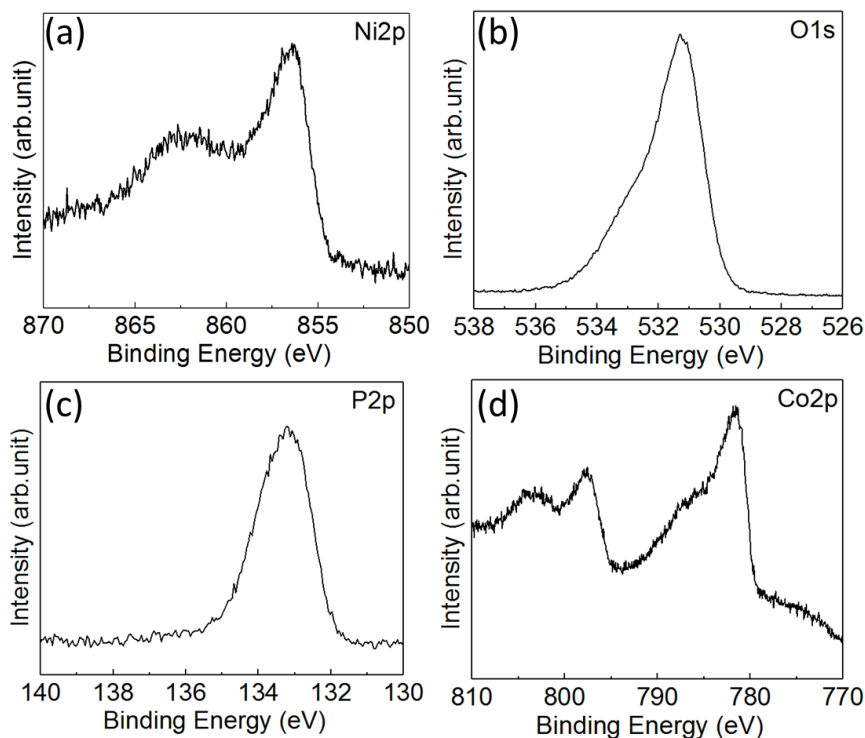 (a)
Ni2p
Intensity (arb.unit)
870 865 860 855 850
Binding Energy (eV)
(b)
O1s
Intensity (arb.unit)
538 536 534 532 530 528 526
Binding Energy (eV)
(c)
P2p
Intensity (arb.unit)
140 138 136 134 132 130
Binding Energy (eV)
(d)
Co2p
Intensity (arb.unit)
810 800 790 780 770
Binding Energy (eV)